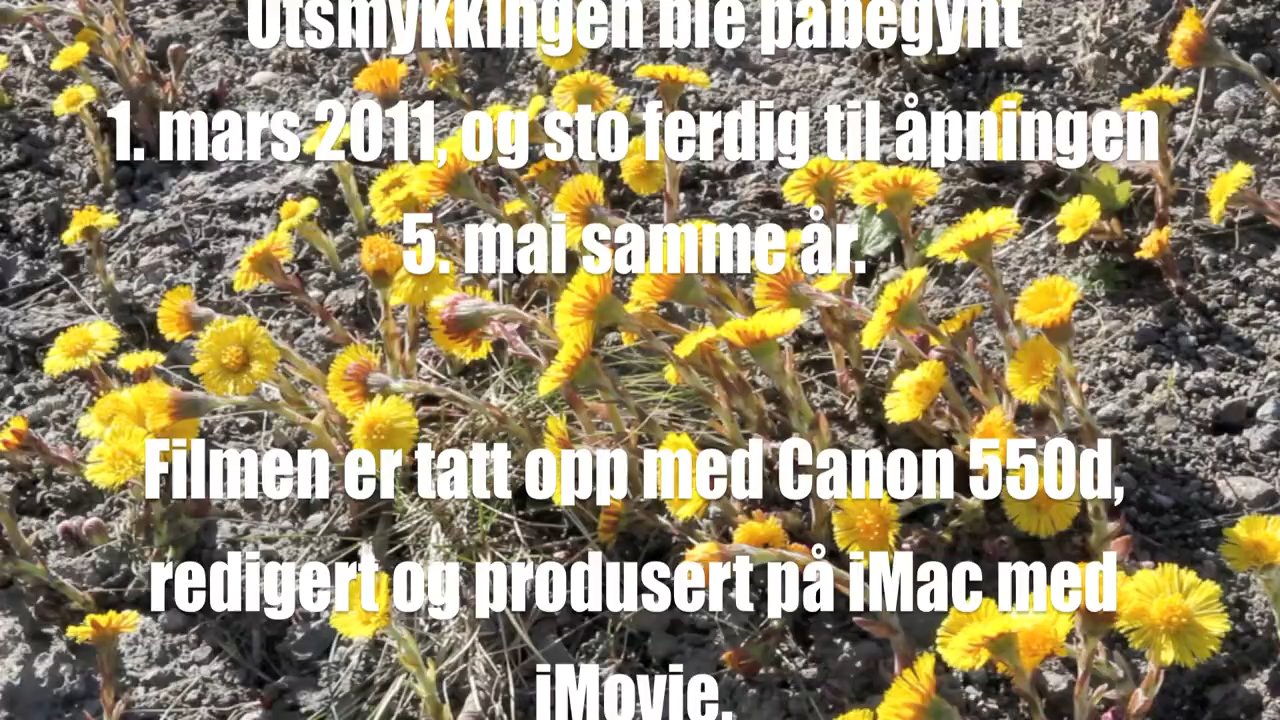 Utsmykkingen ble påbegynt
1. mars 2011, og sto ferdig til åpningen
5. mai samme år.
Filmen er tatt opp med Canon 550d,
redigert og produsert på iMac med
iMovie.